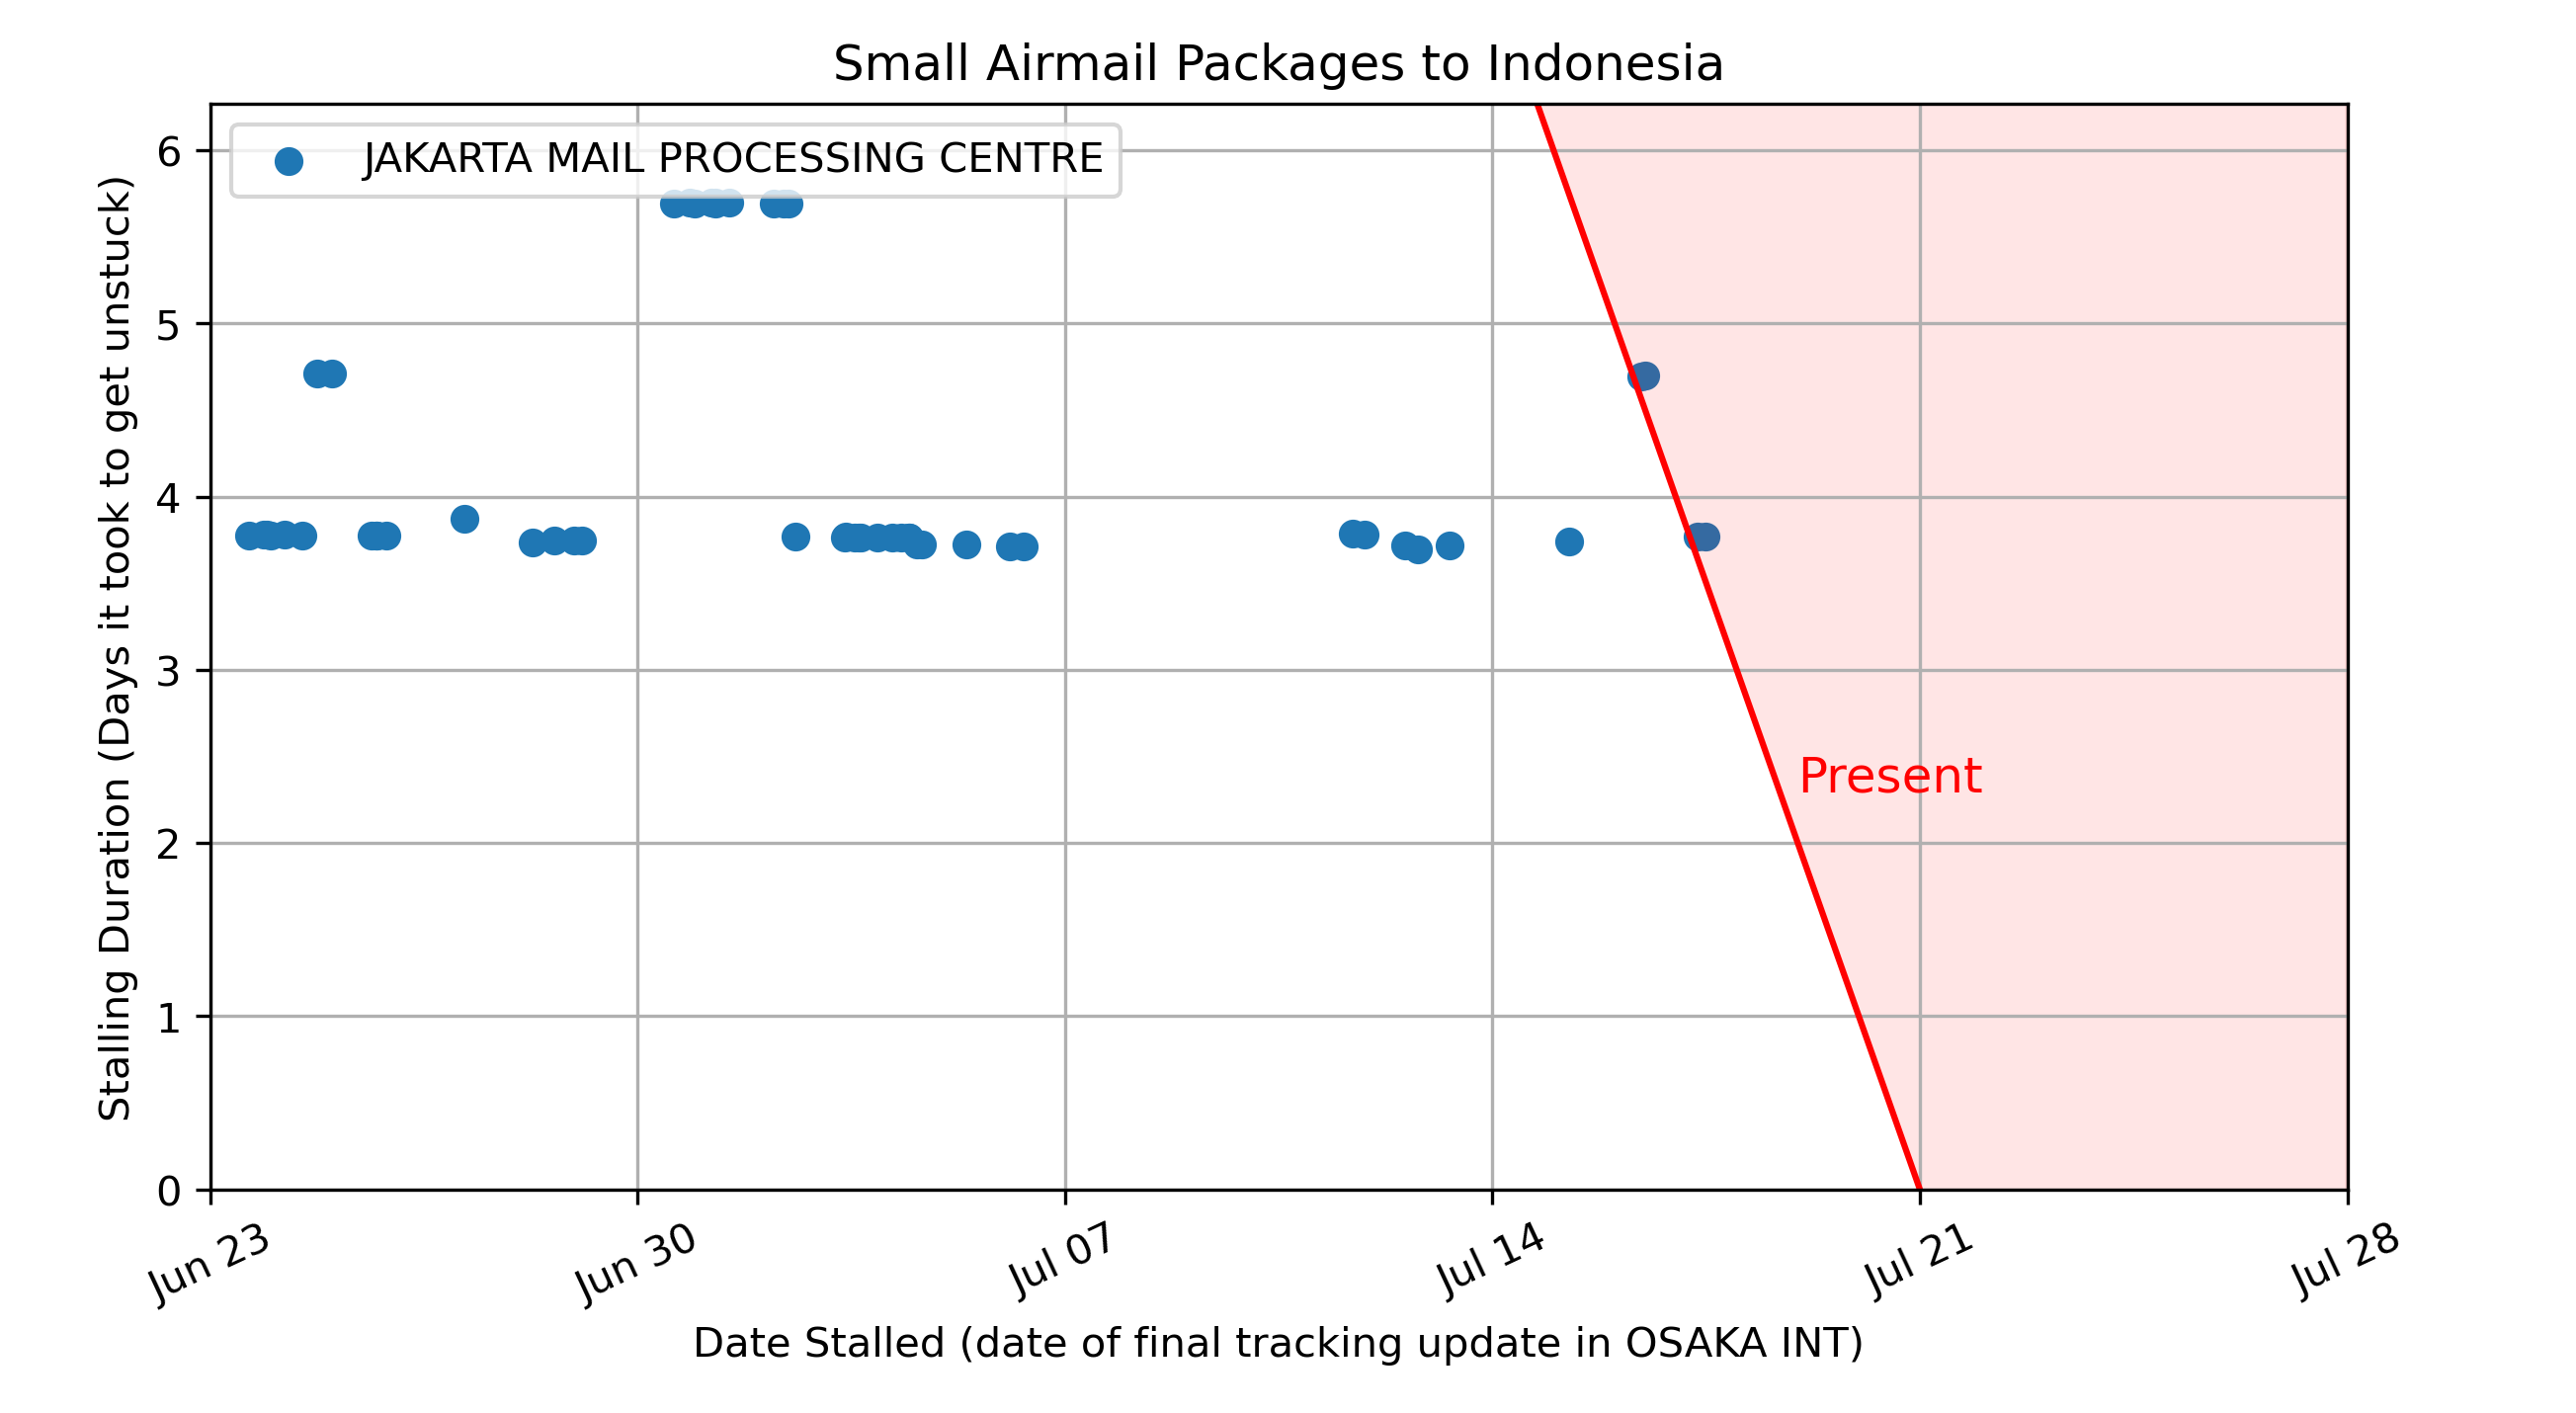 Small Airmail Packages to Indonesia
JAKARTA MAIL PROCESSING CENTRE
6
5
4
3
2
1
0
Stalling Duration (Days it took to get unstuck)
Present
Jun 23
Jun 30
Jul 07
Jul 14
Jul 21
Jul 28
Date Stalled (date of final tracking update in OSAKA INT)